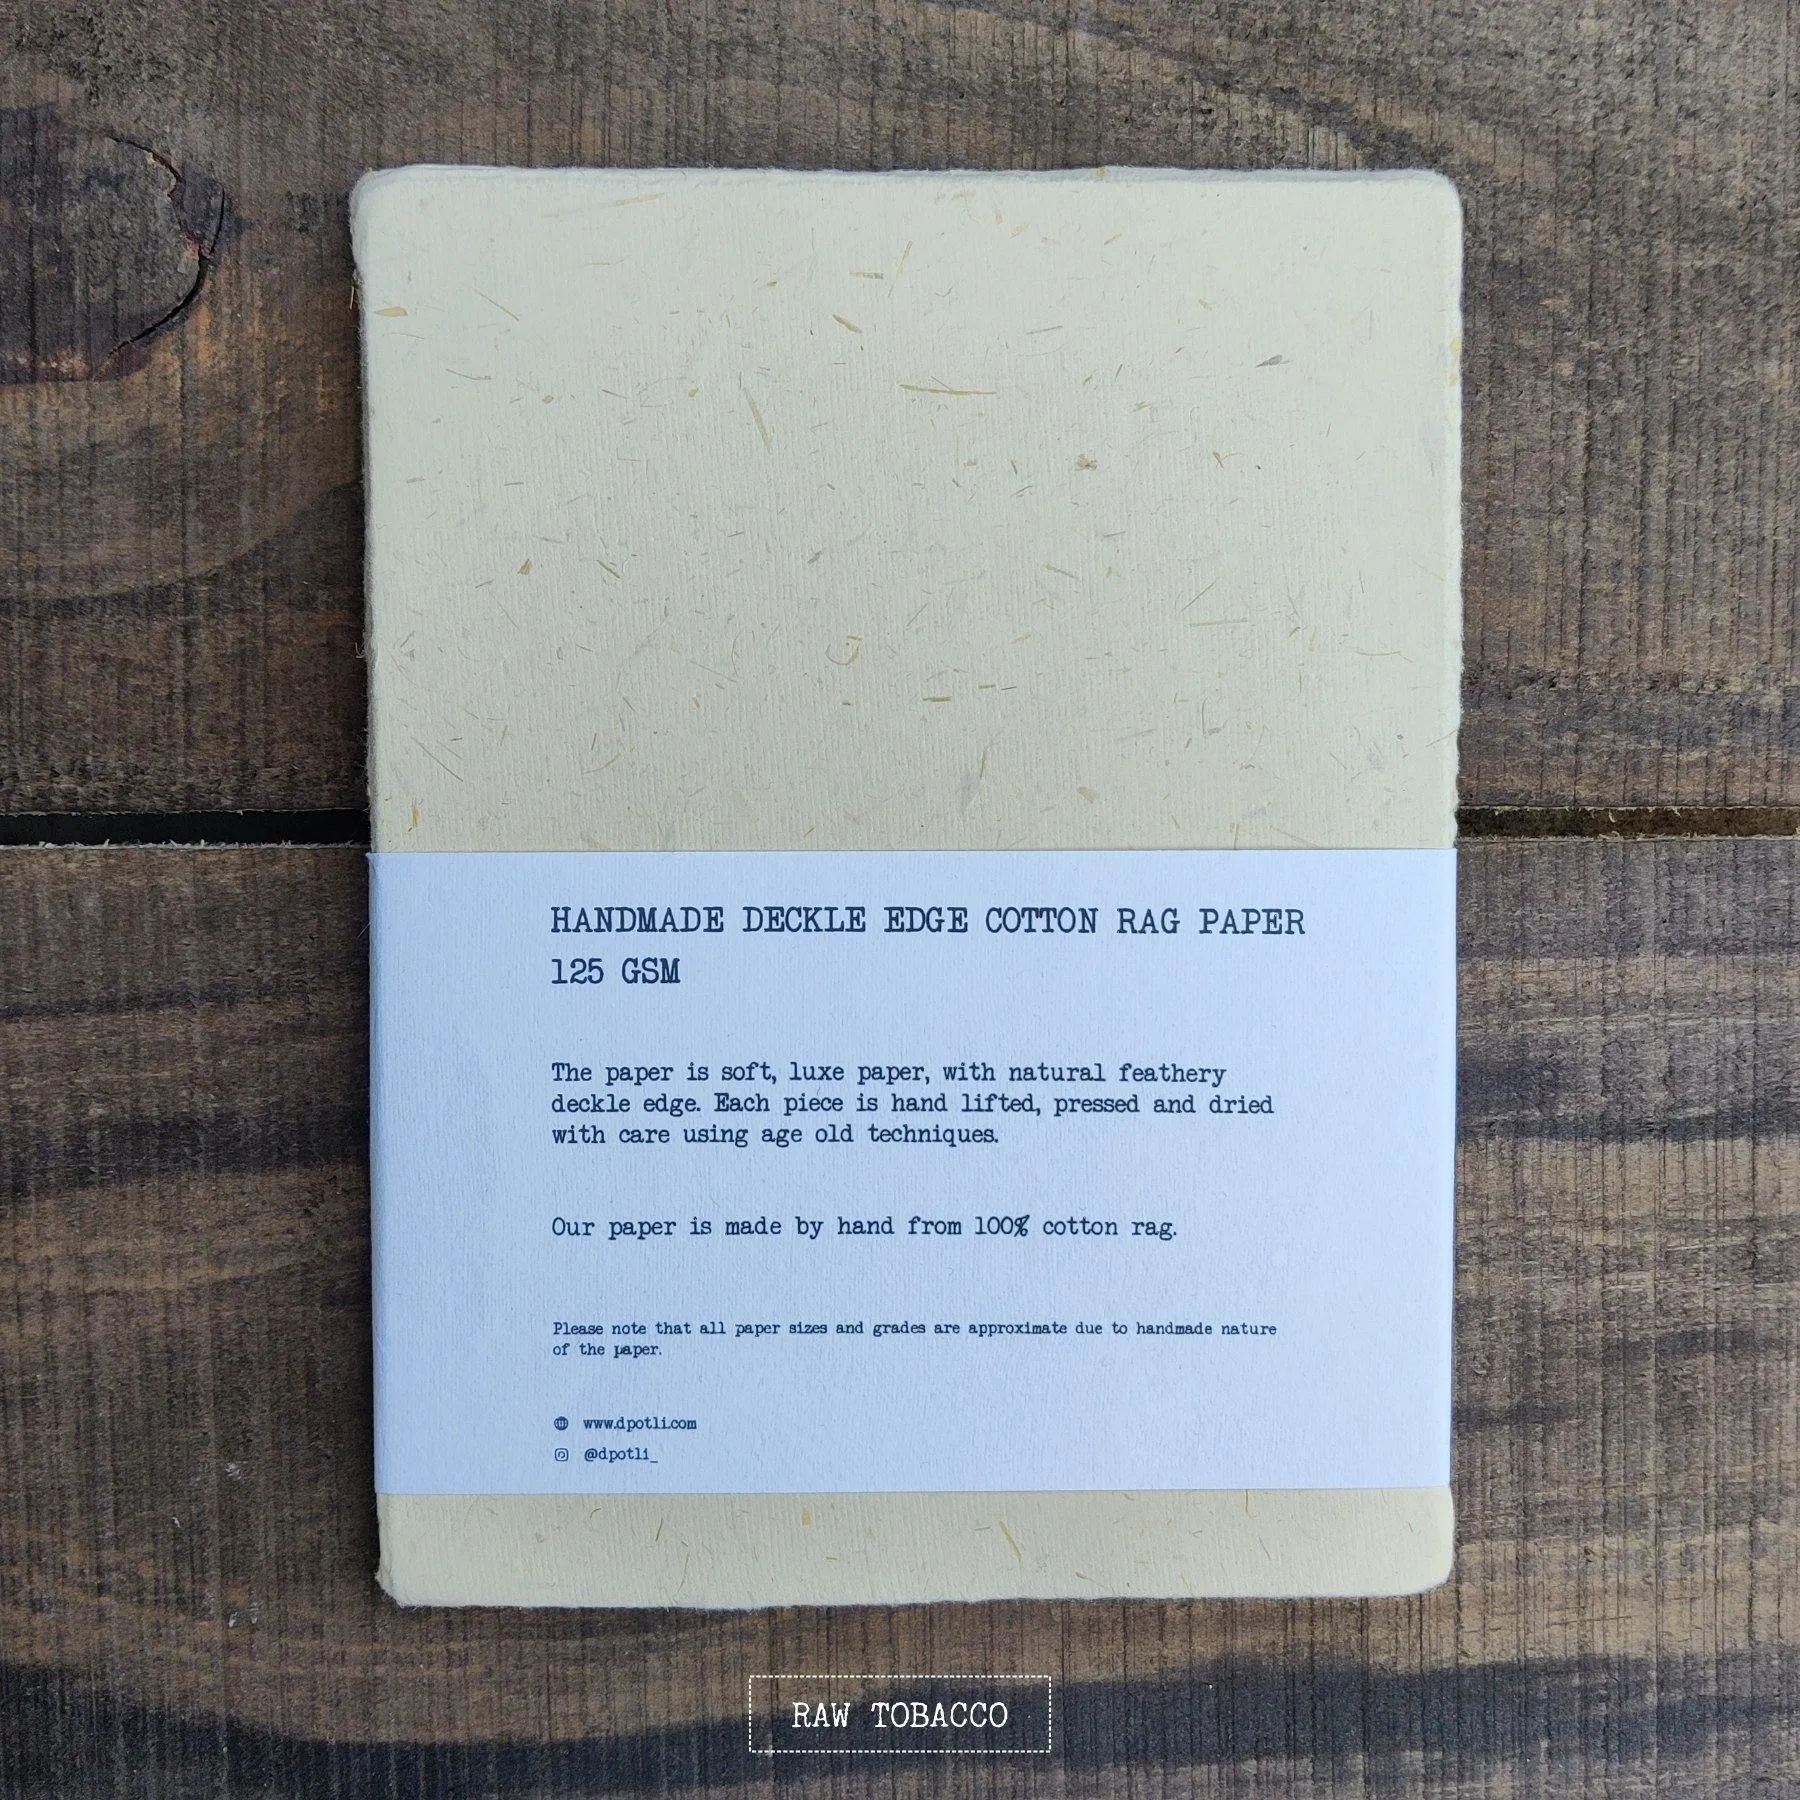 HANDMADE DECKLE EDGE COTTON RAG PAPER
125 GSM
The paper is soft, luxe paper, with natural feathery
deckle edge. Each piece is hand lifted, pressed and dried
with care using age old techniques.
Our paper is made by hand from 100% cotton rag.
Please note that all paper sizes and grades are approximate due to handmade nature
of the paper.
www.dpotli.com
@dpotli_
RAW TOBACCO